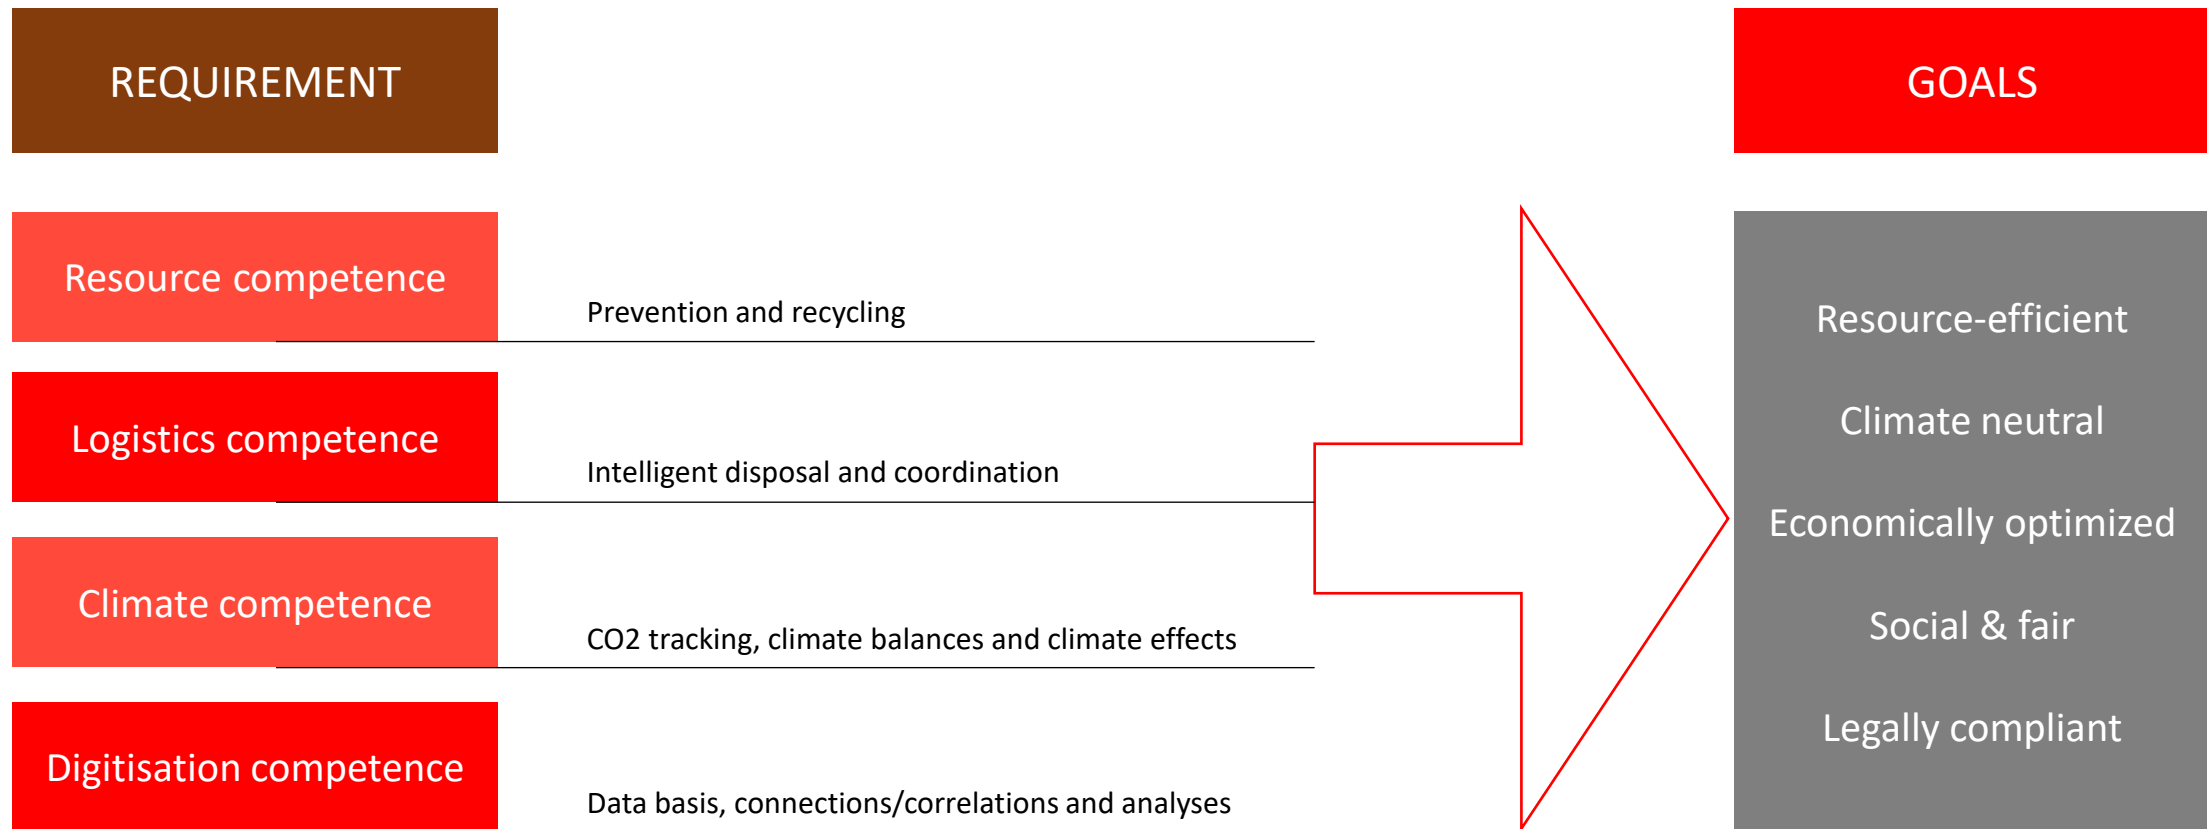 REQUIREMENT
GOALS
Resource competence
Prevention and recycling
Logistics competence
Intelligent disposal and coordination
Climate competence
CO2 tracking, climate balances and climate effects
Digitisation competence
Data basis, connections/correlations and analyses
Resource-efficient
Climate neutral
Economically optimized
Social & fair
Legally compliant